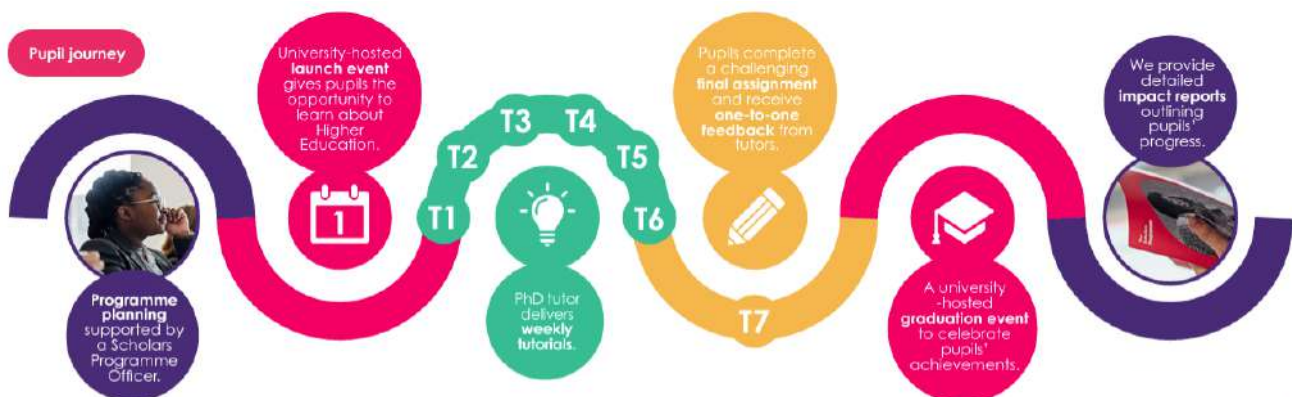 Pupil journey
Programme
planning
supported by
a Scholars
Programme
Officer.
University-hosted
launch event
gives pupils the
opportunity to
learn about
Higher
Education.
1
T1
T2
T3
T4
T5
T6
PhD tutor
delivers
weekly
tutorials.
Pupils complete
a challenging
final assignment
and receive
one-to-one
feedback from
tutors.
T7
A university
-hosted
graduation event
to celebrate
pupils'
achievements.
We provide
detailed
impact reports
outlining
pupils'
progress.